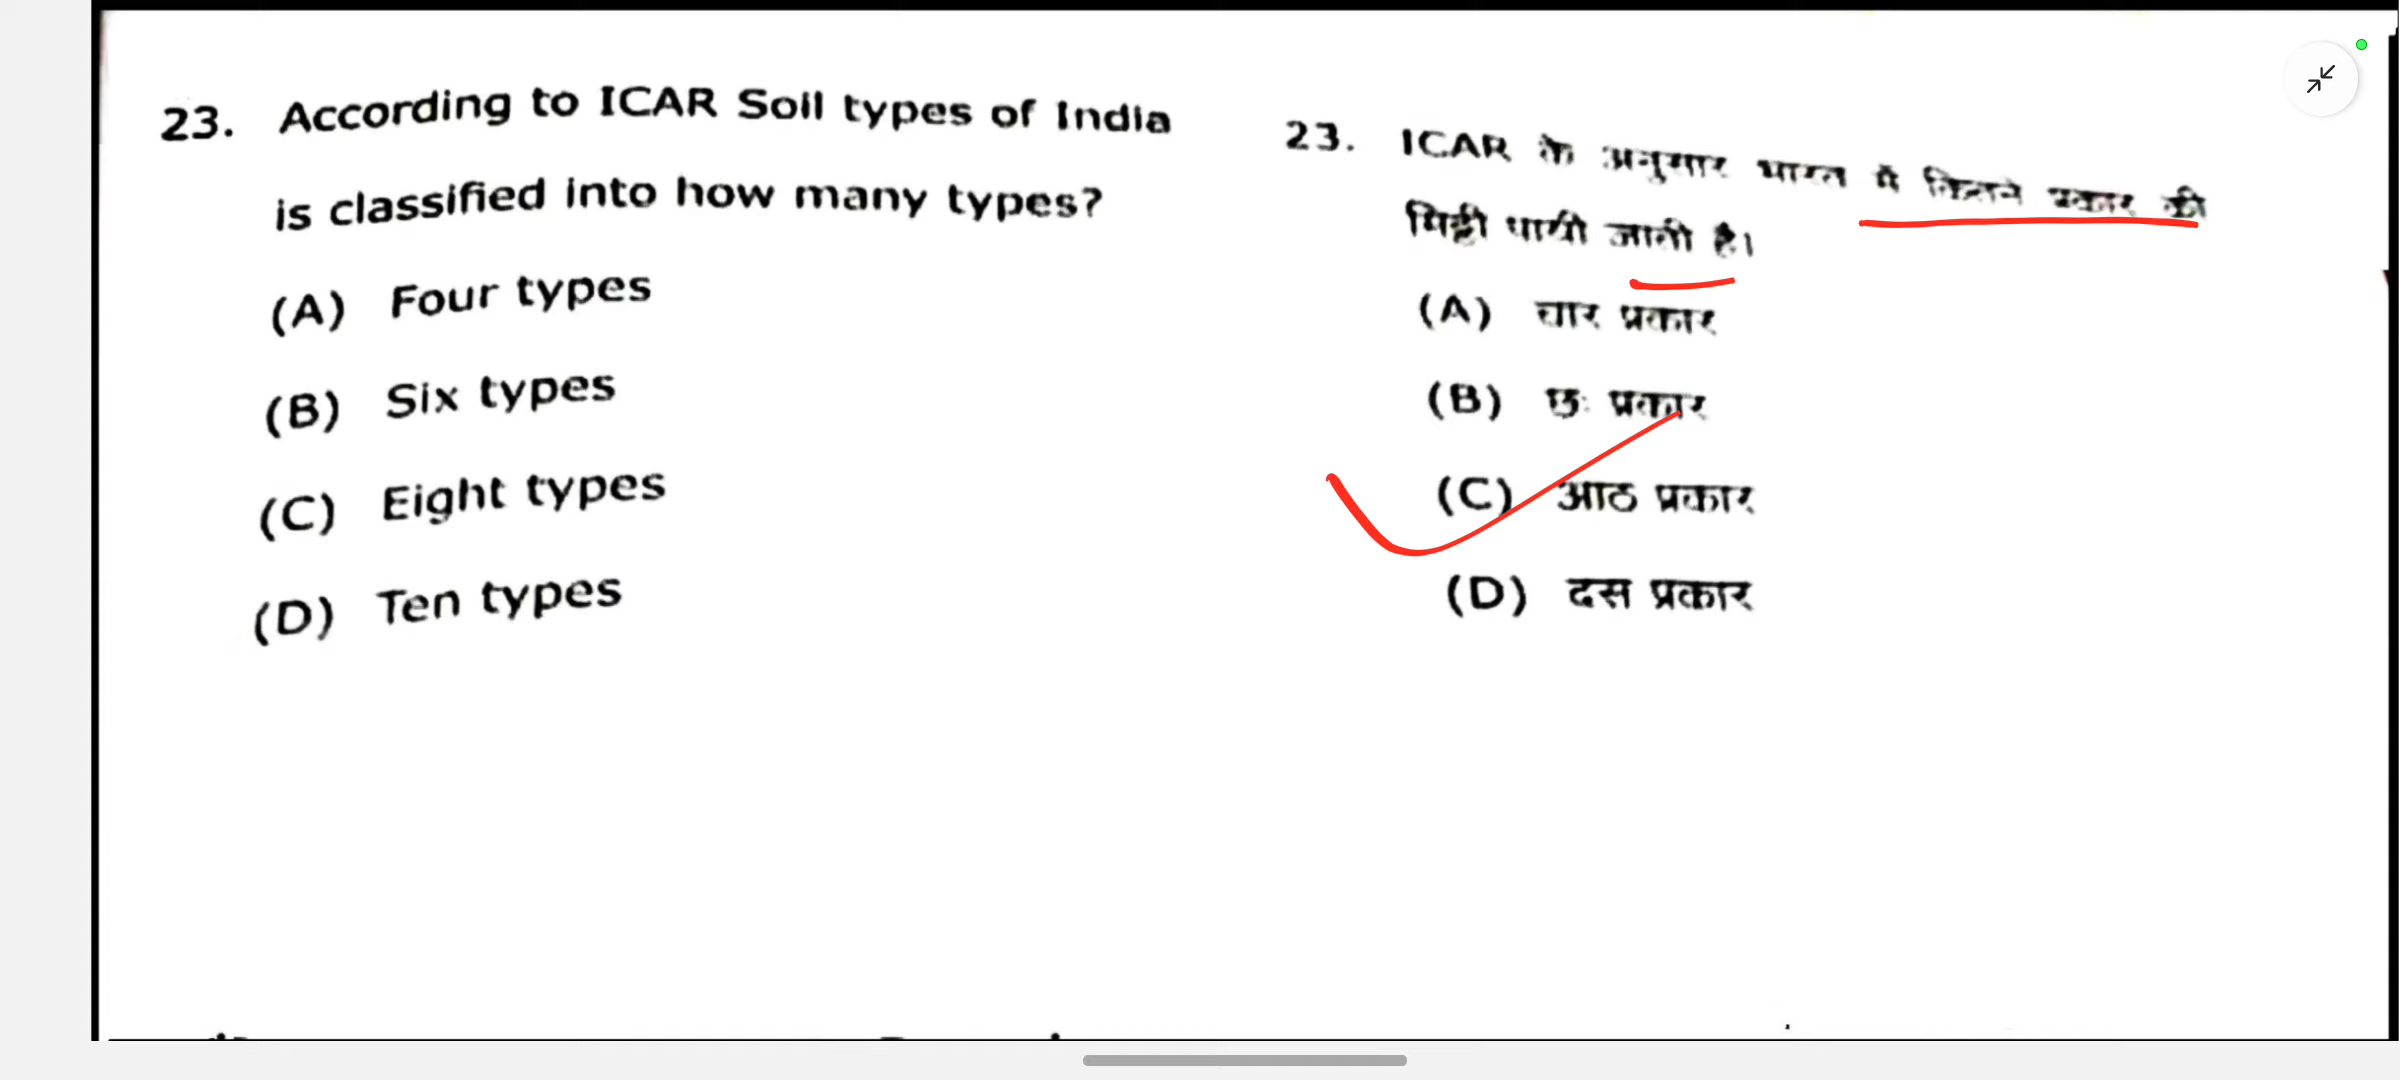 23. According to ICAR Soil types of India
is classified into how many types?
(A) Four types
(B) Six types
(C) Eight types
(D) Ten types
23. ICAR के अनुसार भारत में कितने प्रकार की
मिट्टी पायी जाती है।
(A) चार प्रकार
(B) छः प्रकार
(C) आठ प्रकार
(D) दस प्रकार